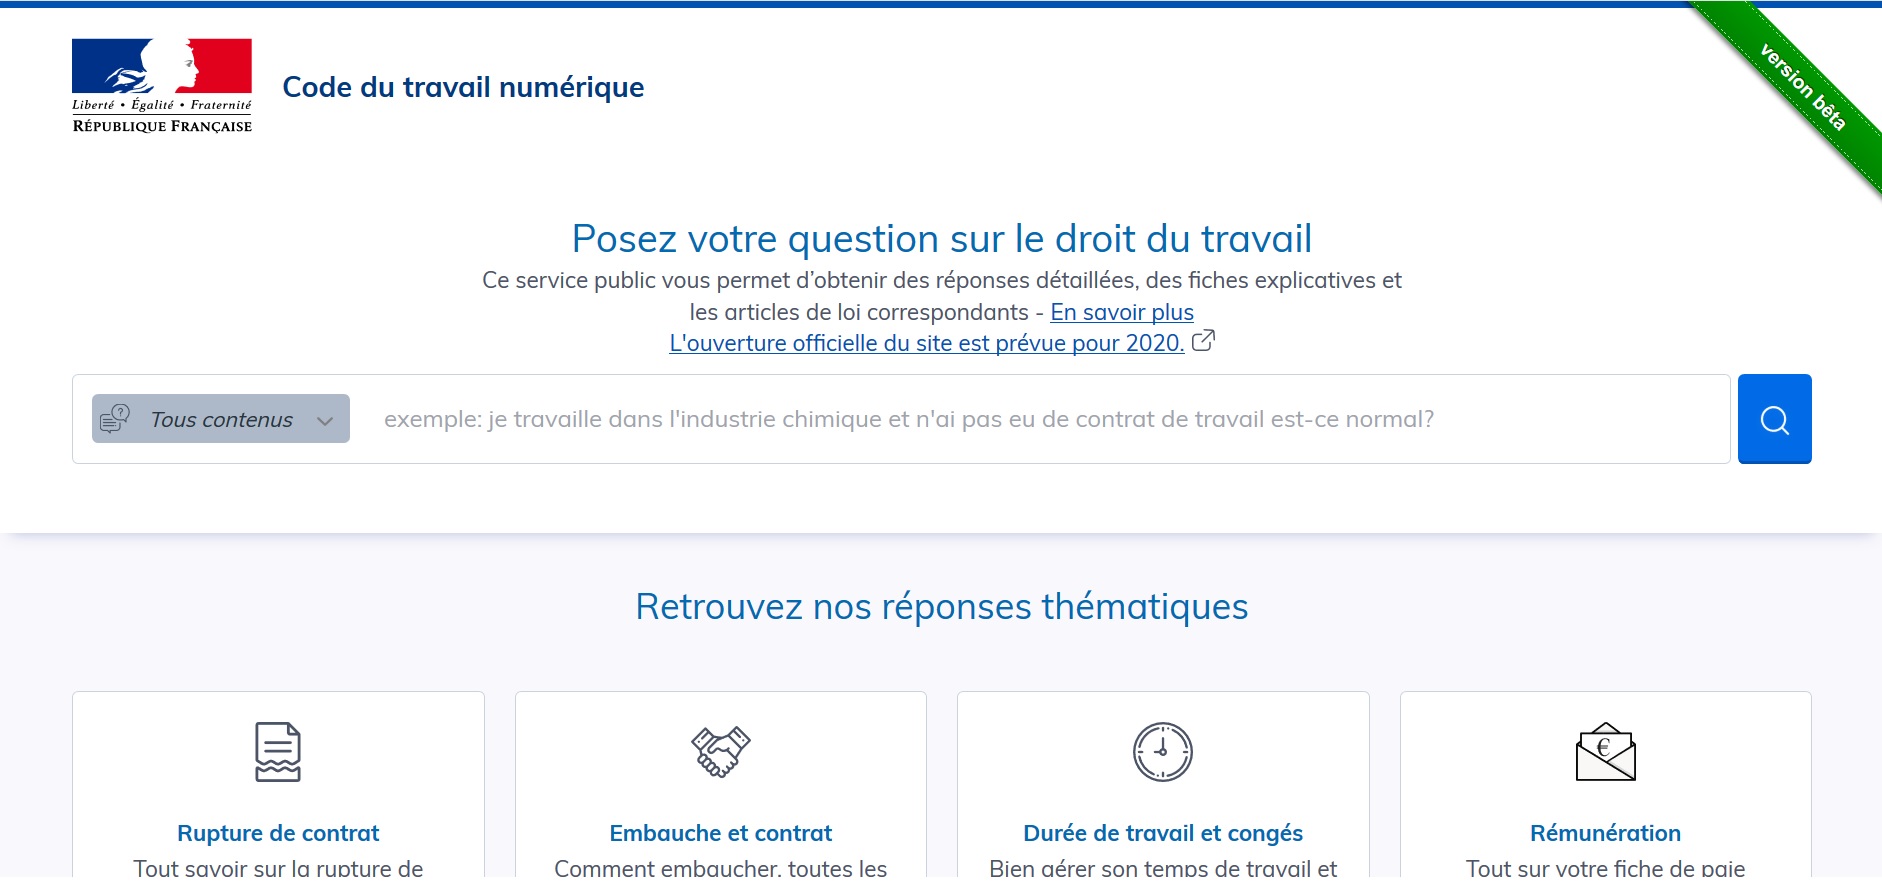 version bêta
Liberté • Égalité • Fraternité
RÉPUBLIQUE FRANÇAISE
Code du travail numérique
Posez votre question sur le droit du travail
Ce service public vous permet d’obtenir des réponses détaillées, des fiches explicatives et
les articles de loi correspondants - En savoir plus
L'ouverture officielle du site est prévue pour 2020.
Tous contenus
exemple: je travaille dans l'industrie chimique et n'ai pas eu de contrat de travail est-ce normal?
Retrouvez nos réponses thématiques
Rupture de contrat
Tout savoir sur la rupture de
Embauche et contrat
Comment embaucher, toutes les
Durée de travail et congés
Bien gérer son temps de travail et
€
Rémunération
Tout sur votre fiche de paie